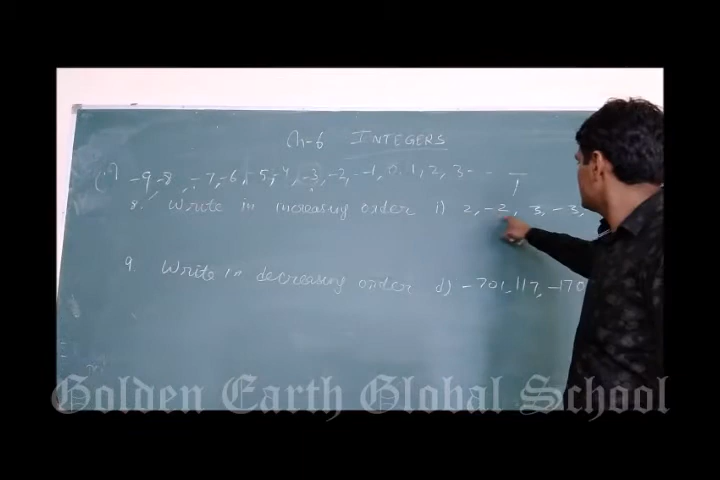 Ch-6 INTEGERS
-9,-8, -7,-6, -5,-4, -3,-2, -1, 0, 1, 2, 3- - -
8. Write in increasing order i) 2, -2, 3, -3,
9. Write in decreasing order d) -701, 117, -170
Golden Earth Global School